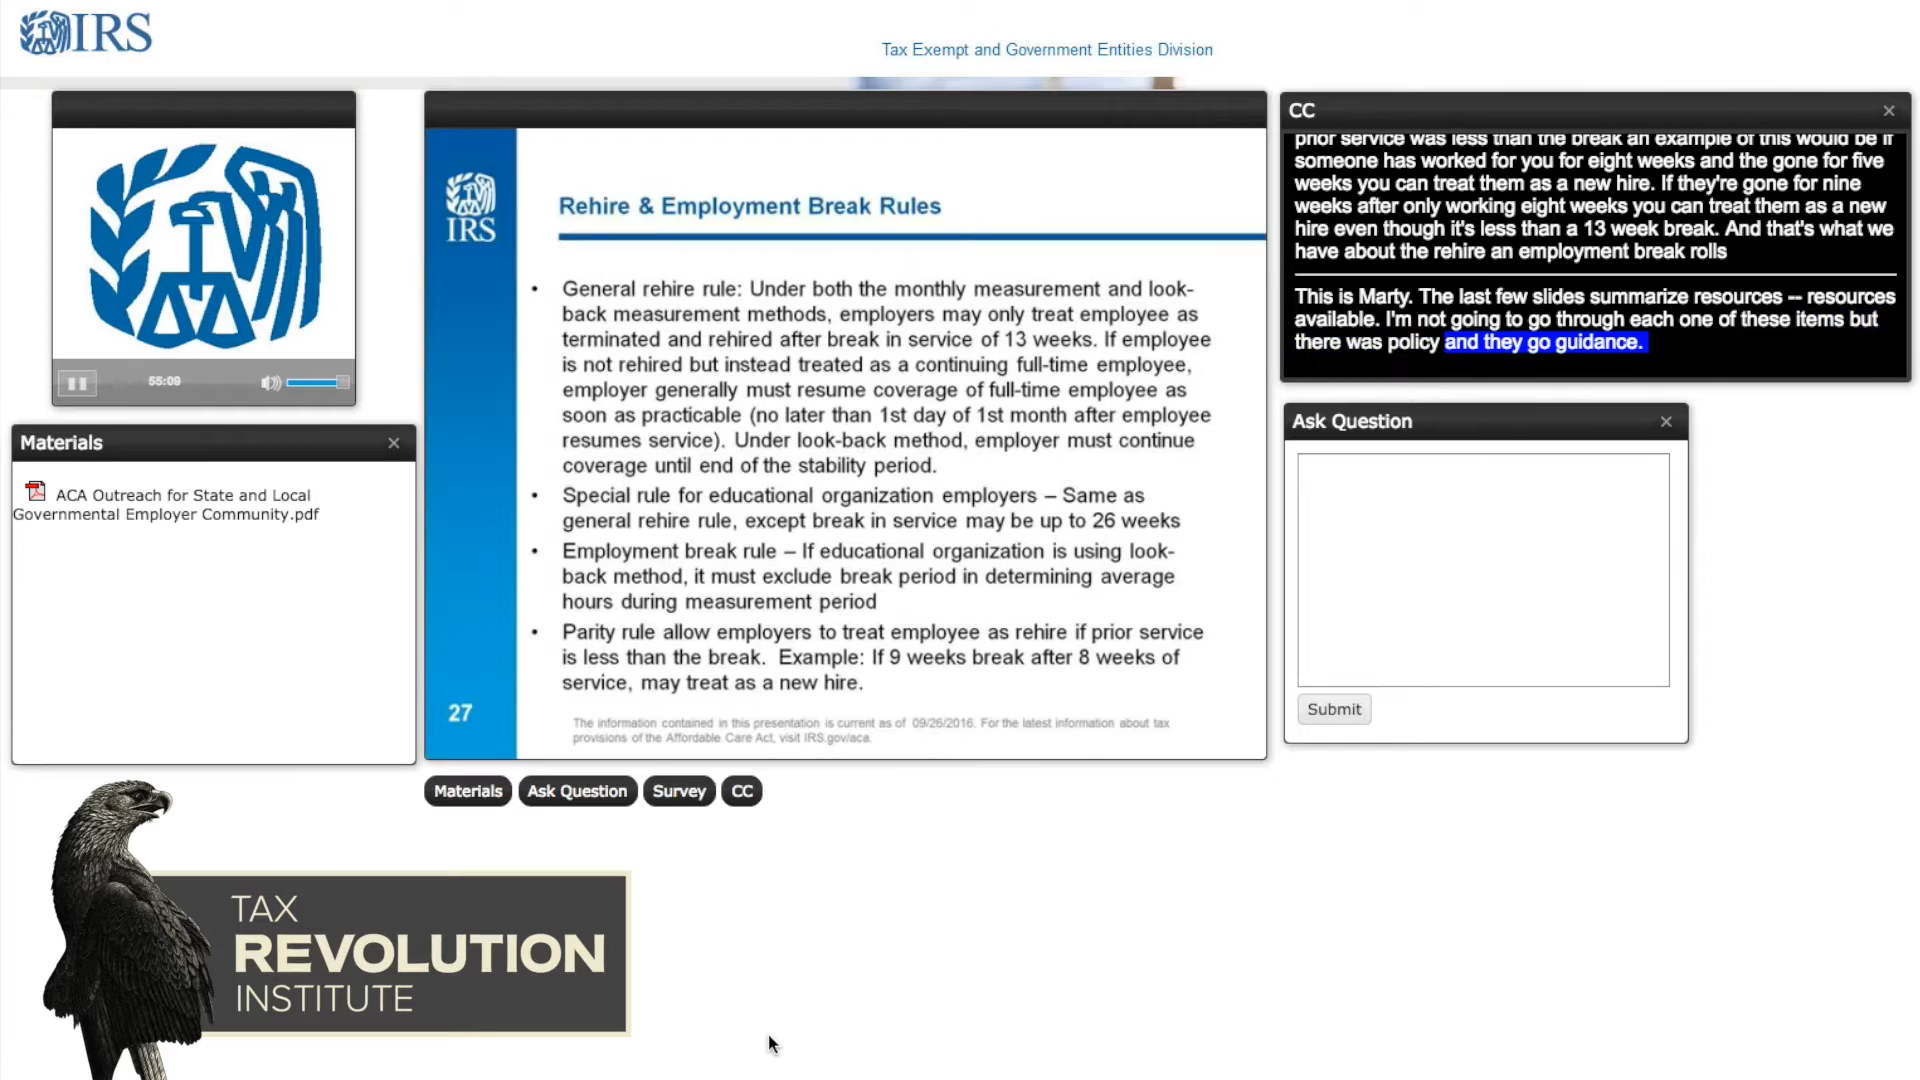 IRS
Tax Exempt and Government Entities Division
55:09
Materials
ACA Outreach for State and Local
Governmental Employer Community.pdf
IRS
Rehire & Employment Break Rules
• General rehire rule: Under both the monthly measurement and look-
back measurement methods, employers may only treat employee as
terminated and rehired after break in service of 13 weeks. If employee
is not rehired but instead treated as a continuing full-time employee,
employer generally must resume coverage of full-time employee as
soon as practicable (no later than 1st day of 1st month after employee
resumes service). Under look-back method, employer must continue
coverage until end of the stability period.
• Special rule for educational organization employers – Same as
general rehire rule, except break in service may be up to 26 weeks
• Employment break rule – If educational organization is using look-
back method, it must exclude break period in determining average
hours during measurement period
• Parity rule allow employers to treat employee as rehire if prior service
is less than the break. Example: If 9 weeks break after 8 weeks of
service, may treat as a new hire.
27
The information contained in this presentation is current as of 09/26/2016. For the latest information about tax
provisions of the Affordable Care Act, visit IRS.gov/aca.
Materials
Ask Question
Survey
CC
CC
prior service was less than the break an example of this would be if
someone has worked for you for eight weeks and the gone for five
weeks you can treat them as a new hire. If they're gone for nine
weeks after only working eight weeks you can treat them as a new
hire even though it's less than a 13 week break. And that's what we
have about the rehire an employment break rolls
This is Marty. The last few slides summarize resources -- resources
available. I'm not going to go through each one of these items but
there was policy and they go guidance.
Ask Question
Submit
TAX
REVOLUTION
INSTITUTE